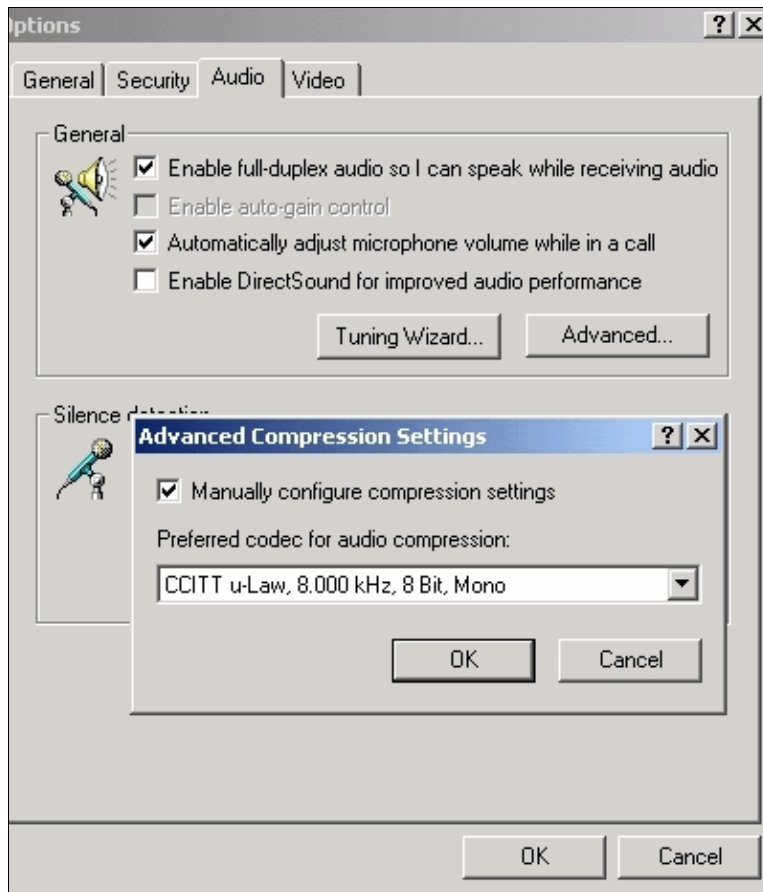 Options
General Security Audio Video
General
Enable full-duplex audio so I can speak while receiving audio
Enable auto-gain control
Automatically adjust microphone volume while in a call
Enable DirectSound for improved audio performance
Tuning Wizard... Advanced...
Silence detection
Advanced Compression Settings
Manually configure compression settings
Preferred codec for audio compression:
CCITT u-Law, 8.000 kHz, 8 Bit, Mono
OK Cancel
OK Cancel